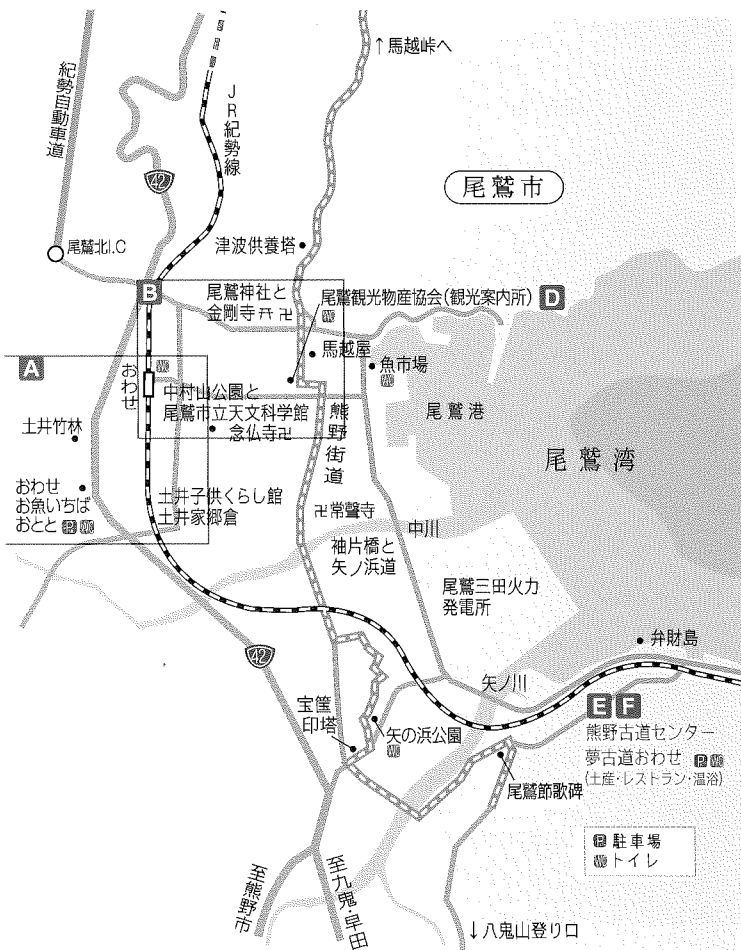 ↑馬越峠へ
紀勢自動車道
JR紀勢線
尾鷲市
42
尾鷲北I.C
津波供養塔
B
尾鷲神社と
金剛寺 卍
尾鷲観光物産協会(観光案内所) D
馬越屋
魚市場
A
おわせ
中村山公園と
尾鷲市立天文科学館
念仏寺卍
熊野街道
尾鷲港
尾鷲湾
土井竹林
おわせ
お魚いちば
おとと P W
土井子供くらし館
土井家郷倉
卍常聲寺
中川
袖片橋と
矢ノ浜道
尾鷲三田火力
発電所
弁財島
42
矢ノ川
宝篋
印塔
矢の浜公園
W
E F
熊野古道センター
夢古道おわせ P W
(土産・レストラン・温浴)
尾鷲節歌碑
P 駐車場
W トイレ
至熊野市
至九鬼・早田
↓八鬼山登り口